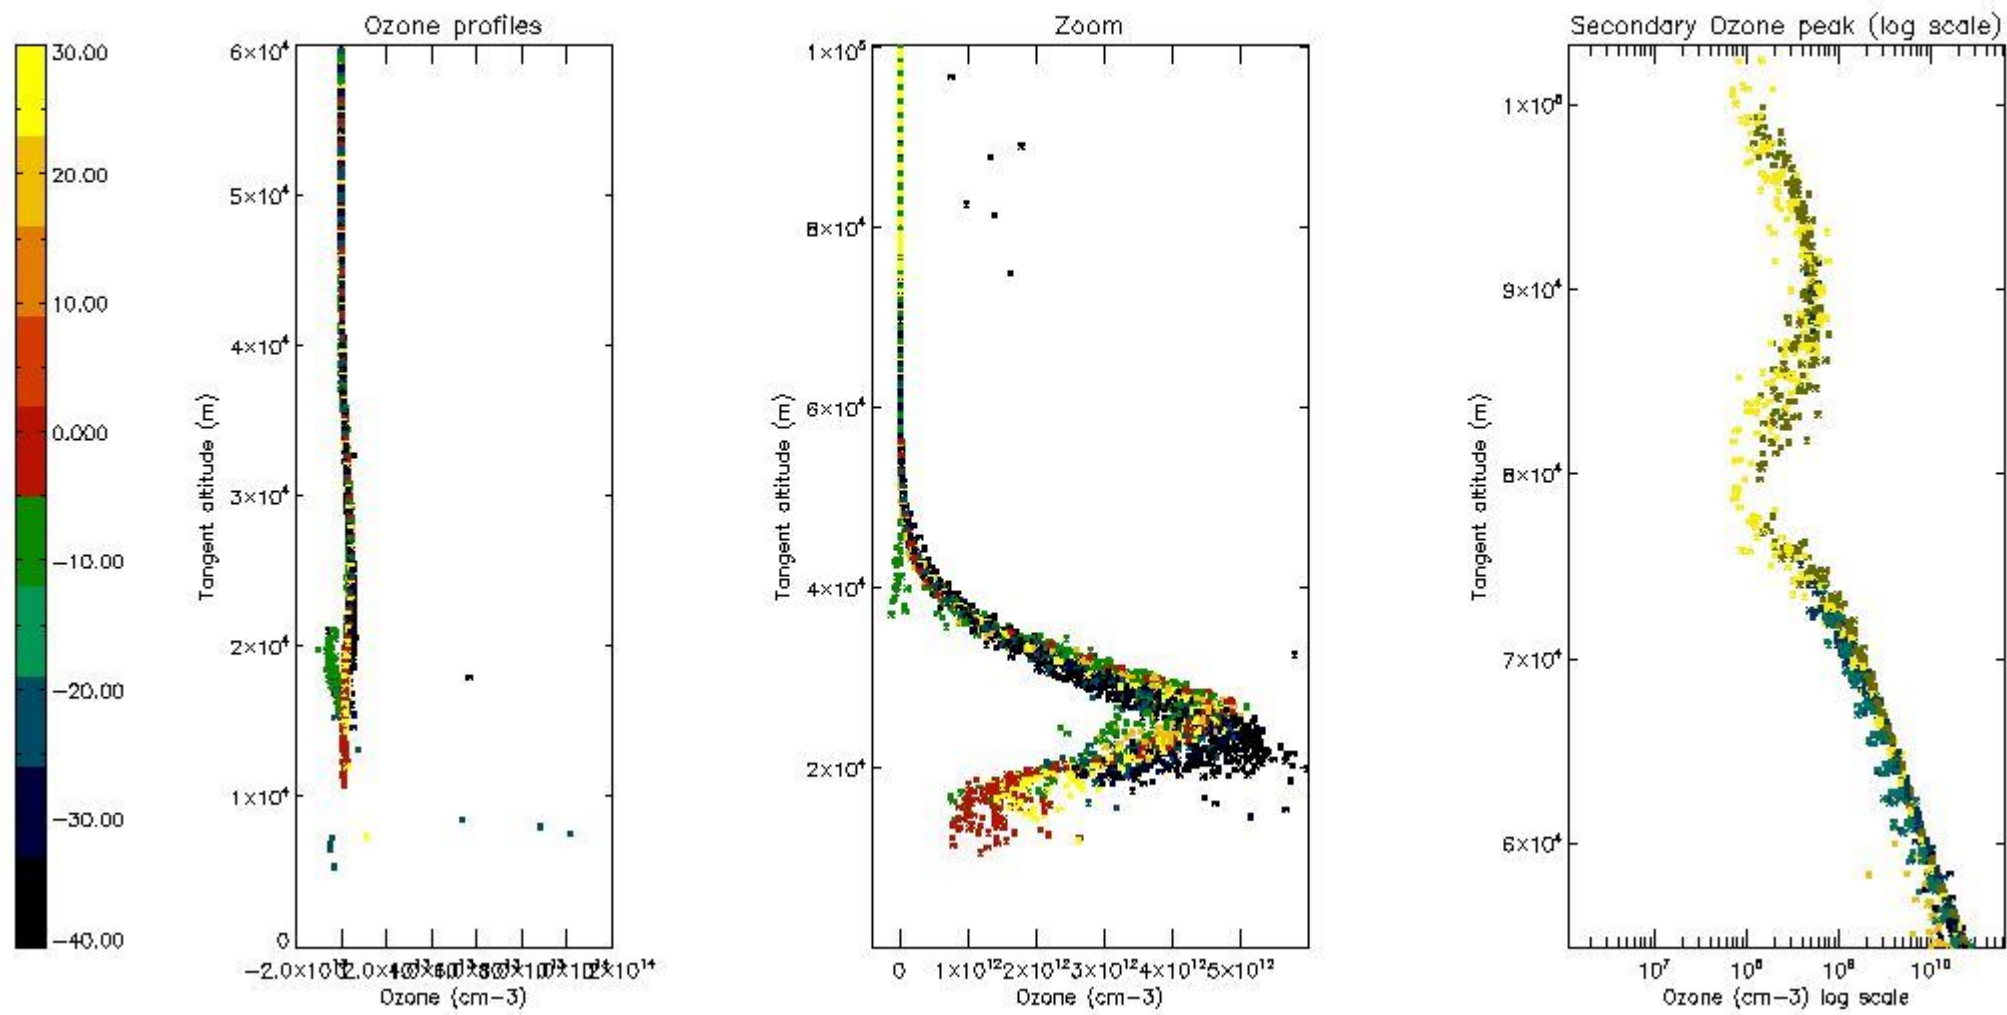 Ozone profiles
Zoom
Secondary Ozone peak (log scale)
30.00
20.00
10.00
0.000
−10.00
−20.00
−30.00
−40.00
6×10⁴
5×10⁴
4×10⁴
3×10⁴
2×10⁴
1×10⁴
0
Tangent altitude (m)
Ozone (cm−3)
1×10⁵
8×10⁴
6×10⁴
4×10⁴
2×10⁴
Tangent altitude (m)
0 1×10¹² 2×10¹² 3×10¹² 4×10¹² 5×10¹²
Ozone (cm−3)
9×10⁴
8×10⁴
7×10⁴
6×10⁴
Tangent altitude (m)
10⁷ 10⁸ 10⁹ 10¹⁰
Ozone (cm−3) log scale